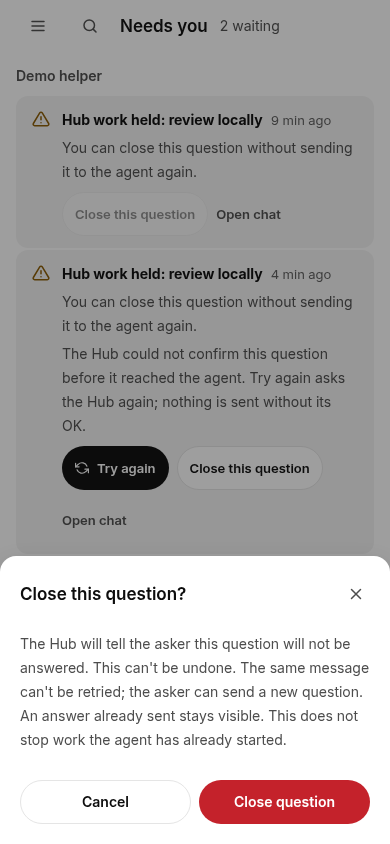 Needs you 2 waiting
Demo helper
Hub work held: review locally 9 min ago
You can close this question without sending
it to the agent again.
Close this question Open chat
Hub work held: review locally 4 min ago
You can close this question without sending
it to the agent again.
The Hub could not confirm this question
before it reached the agent. Try again asks
the Hub again; nothing is sent without its
OK.
Try again Close this question
Open chat
Close this question?
The Hub will tell the asker this question will not be
answered. This can't be undone. The same message
can't be retried; the asker can send a new question.
An answer already sent stays visible. This does not
stop work the agent has already started.
Cancel Close question